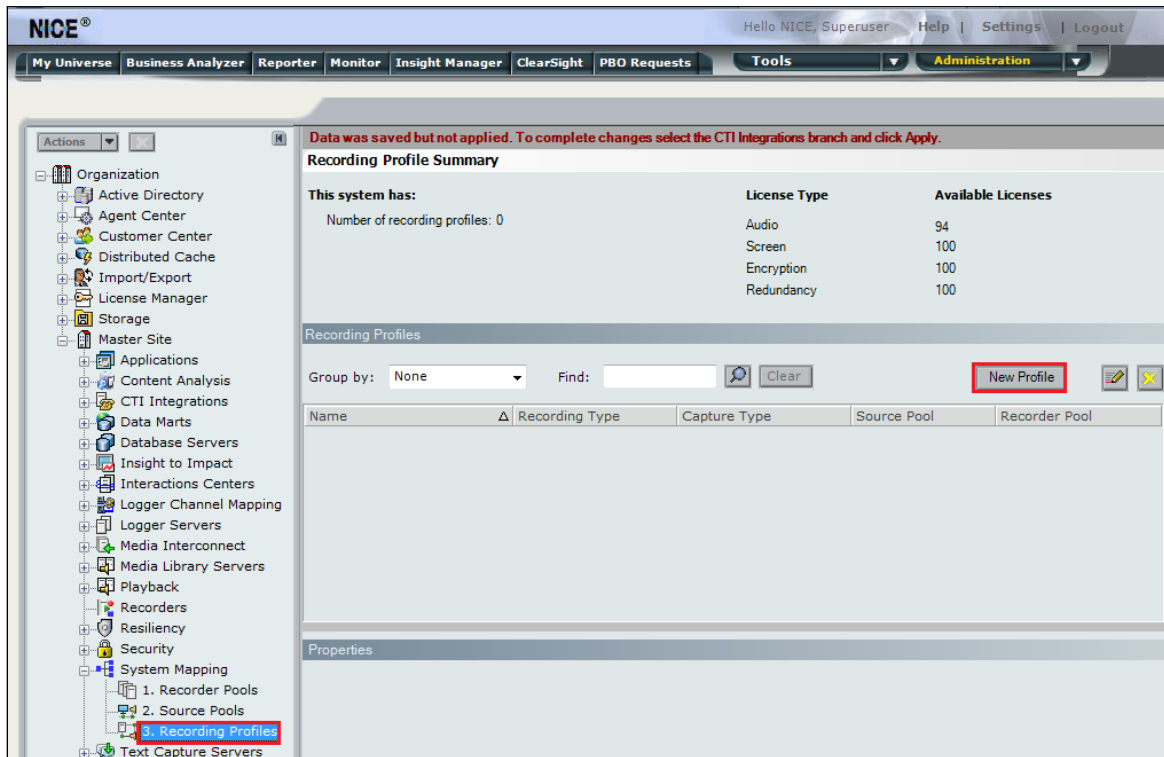 NICE®
Hello NICE, Superuser Help | Settings | Logout
My Universe Business Analyzer Reporter Monitor Insight Manager ClearSight PBO Requests Tools Administration
Actions
Organization
Active Directory
Agent Center
Customer Center
Distributed Cache
Import/Export
License Manager
Storage
Master Site
Applications
Content Analysis
CTI Integrations
Data Marts
Database Servers
Insight to Impact
Interactions Centers
Logger Channel Mapping
Logger Servers
Media Interconnect
Media Library Servers
Playback
Recorders
Resiliency
Security
System Mapping
1. Recorder Pools
2. Source Pools
3. Recording Profiles
Text Capture Servers
Data was saved but not applied. To complete changes select the CTI Integrations branch and click Apply.
Recording Profile Summary
This system has: License Type Available Licenses
Number of recording profiles: 0
Audio 94
Screen 100
Encryption 100
Redundancy 100
Recording Profiles
Group by: None Find: Clear New Profile
Name Recording Type Capture Type Source Pool Recorder Pool
Properties